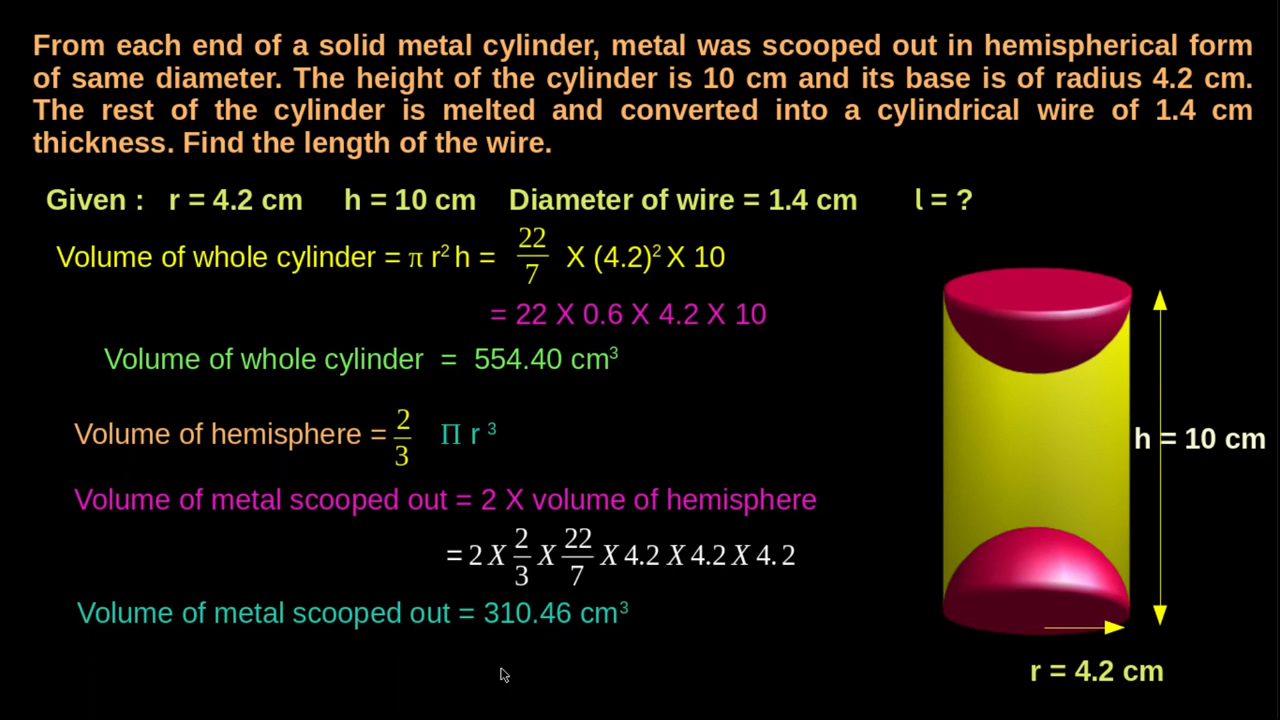 From each end of a solid metal cylinder, metal was scooped out in hemispherical form
of same diameter. The height of the cylinder is 10 cm and its base is of radius 4.2 cm.
The rest of the cylinder is melted and converted into a cylindrical wire of 1.4 cm
thickness. Find the length of the wire.
Given : r = 4.2 cm h = 10 cm Diameter of wire = 1.4 cm l = ?
Volume of whole cylinder = π r² h = 22/7 X (4.2)² X 10
= 22 X 0.6 X 4.2 X 10
Volume of whole cylinder = 554.40 cm³
Volume of hemisphere = 2/3 Π r ³
h = 10 cm
Volume of metal scooped out = 2 X volume of hemisphere
= 2 X 2/3 X 22/7 X 4.2 X 4.2 X 4.2
Volume of metal scooped out = 310.46 cm³
r = 4.2 cm